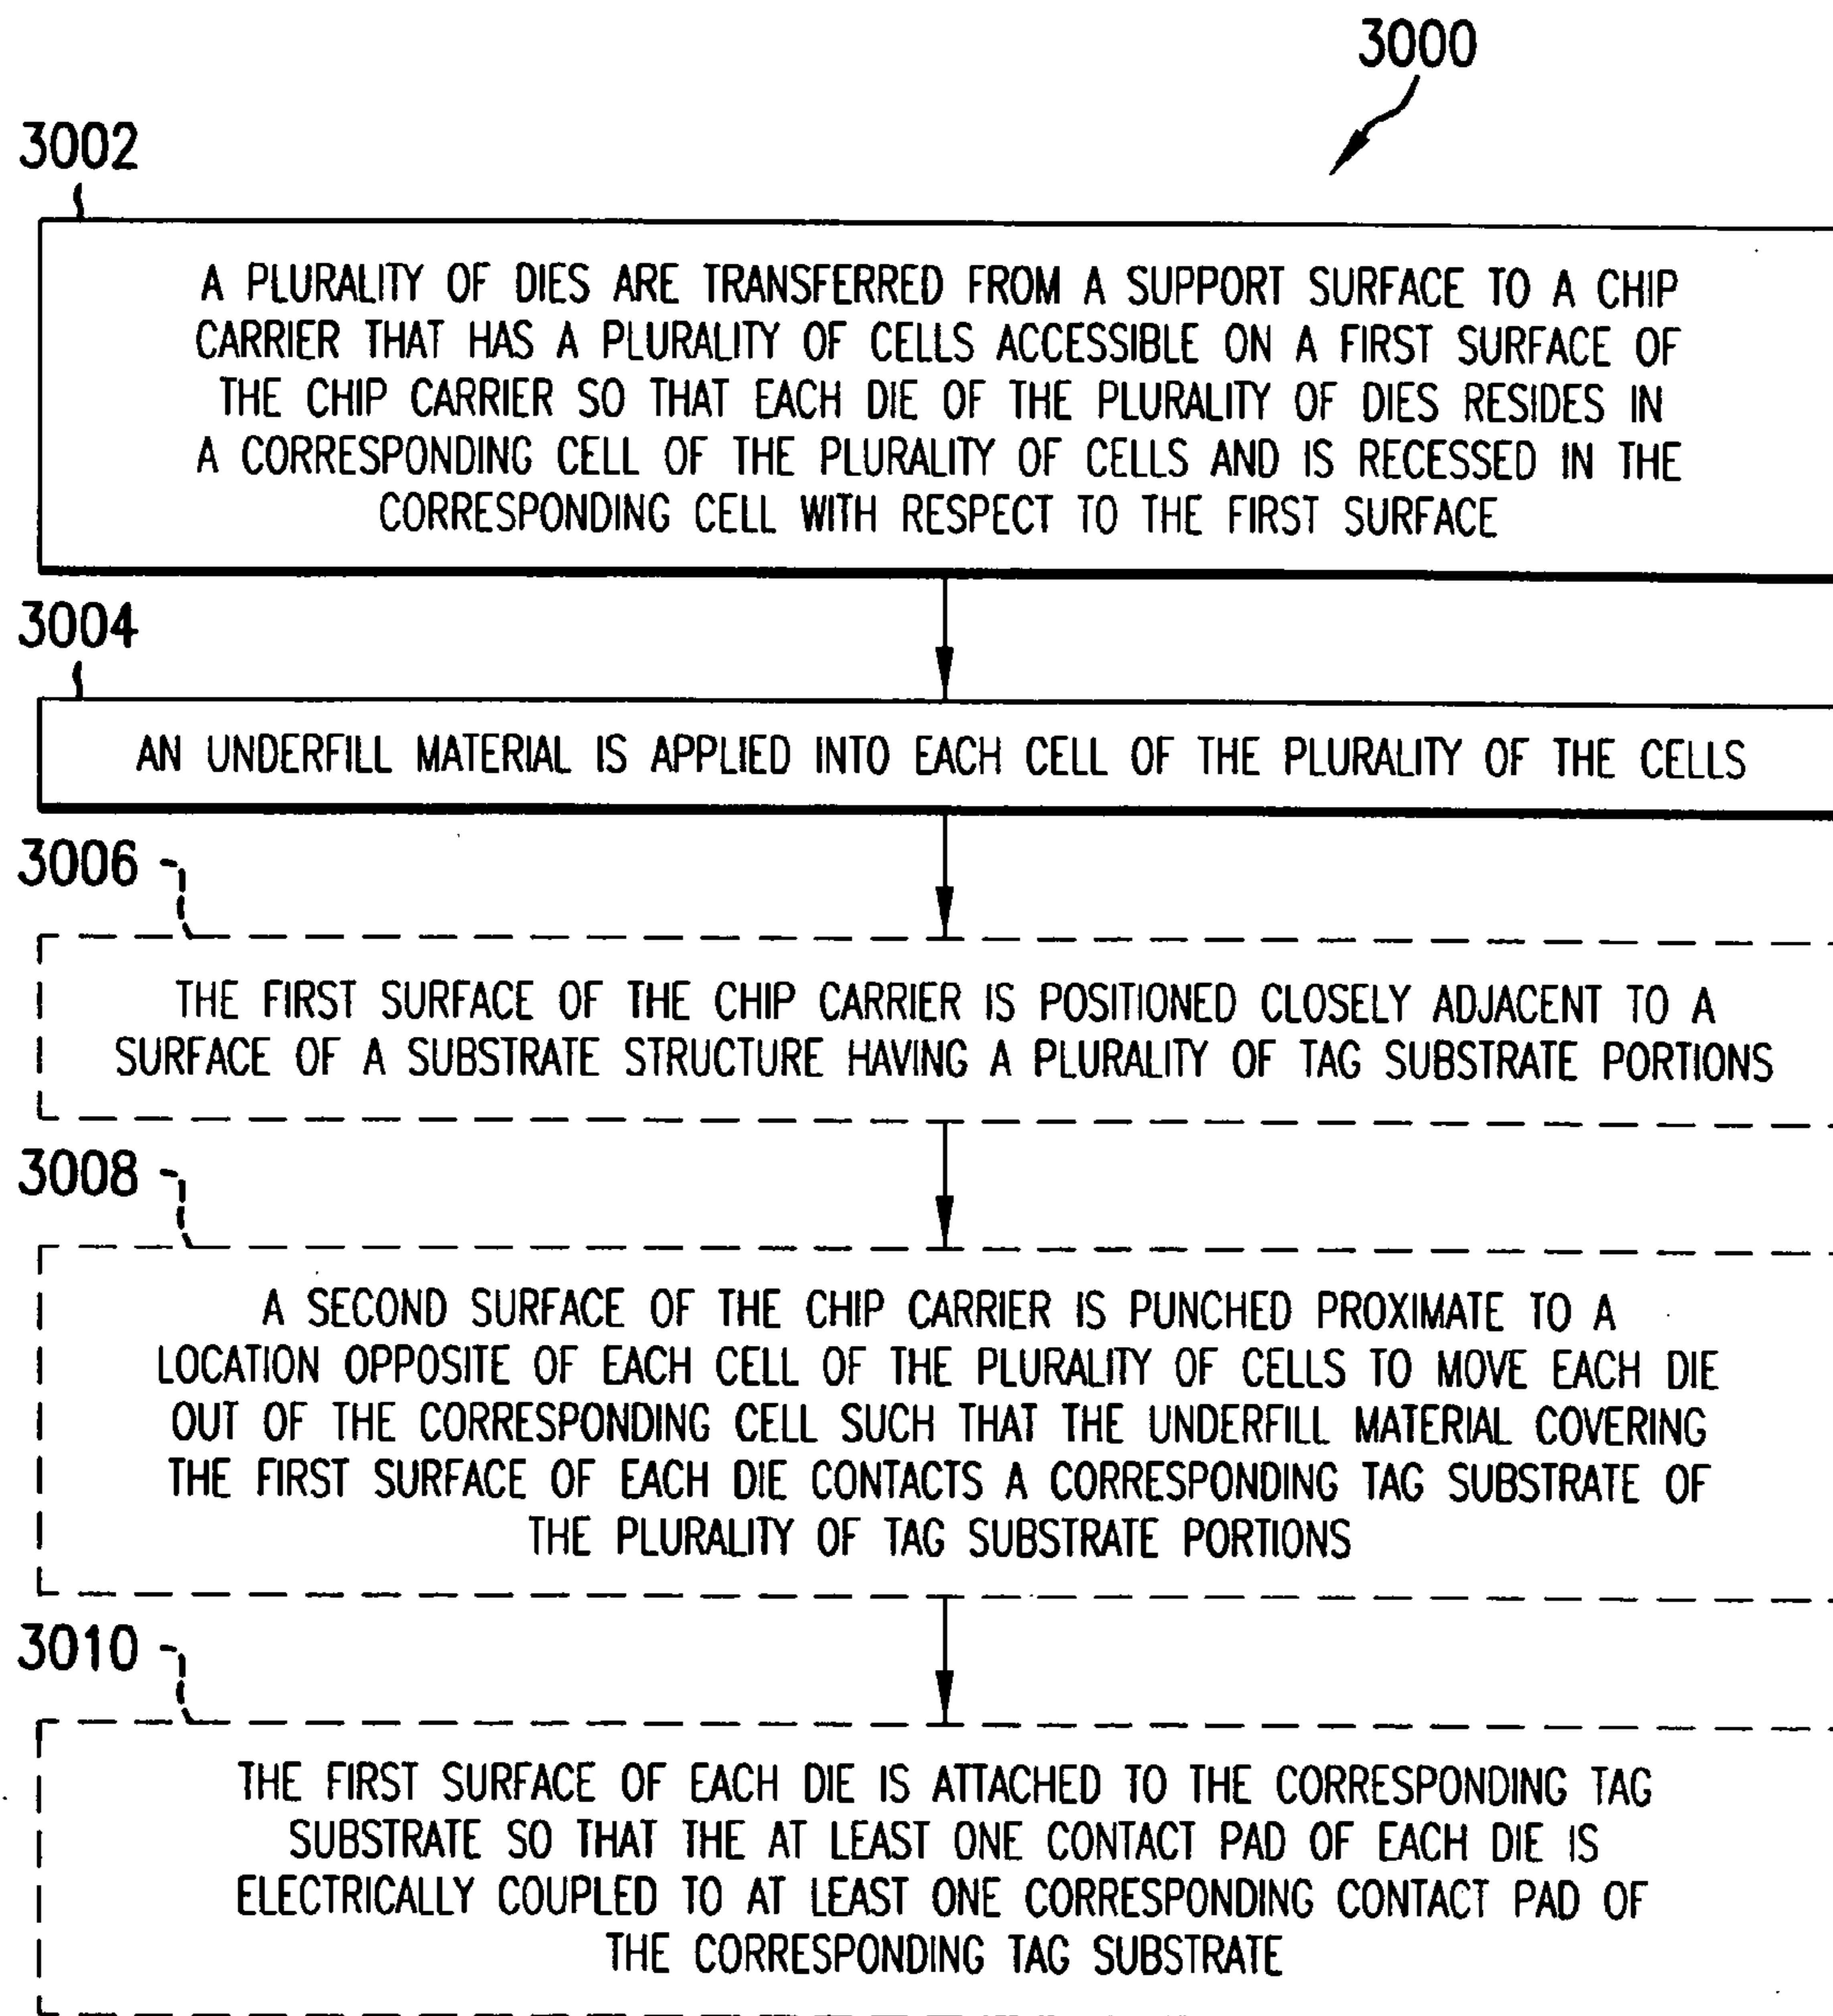 3000
3002
A PLURALITY OF DIES ARE TRANSFERRED FROM A SUPPORT SURFACE TO A CHIP
CARRIER THAT HAS A PLURALITY OF CELLS ACCESSIBLE ON A FIRST SURFACE OF
THE CHIP CARRIER SO THAT EACH DIE OF THE PLURALITY OF DIES RESIDES IN
A CORRESPONDING CELL OF THE PLURALITY OF CELLS AND IS RECESSED IN THE
CORRESPONDING CELL WITH RESPECT TO THE FIRST SURFACE
3004
AN UNDERFILL MATERIAL IS APPLIED INTO EACH CELL OF THE PLURALITY OF THE CELLS
3006
THE FIRST SURFACE OF THE CHIP CARRIER IS POSITIONED CLOSELY ADJACENT TO A
SURFACE OF A SUBSTRATE STRUCTURE HAVING A PLURALITY OF TAG SUBSTRATE PORTIONS
3008
A SECOND SURFACE OF THE CHIP CARRIER IS PUNCHED PROXIMATE TO A
LOCATION OPPOSITE OF EACH CELL OF THE PLURALITY OF CELLS TO MOVE EACH DIE
OUT OF THE CORRESPONDING CELL SUCH THAT THE UNDERFILL MATERIAL COVERING
THE FIRST SURFACE OF EACH DIE CONTACTS A CORRESPONDING TAG SUBSTRATE OF
THE PLURALITY OF TAG SUBSTRATE PORTIONS
3010
THE FIRST SURFACE OF EACH DIE IS ATTACHED TO THE CORRESPONDING TAG
SUBSTRATE SO THAT THE AT LEAST ONE CONTACT PAD OF EACH DIE IS
ELECTRICALLY COUPLED TO AT LEAST ONE CORRESPONDING CONTACT PAD OF
THE CORRESPONDING TAG SUBSTRATE